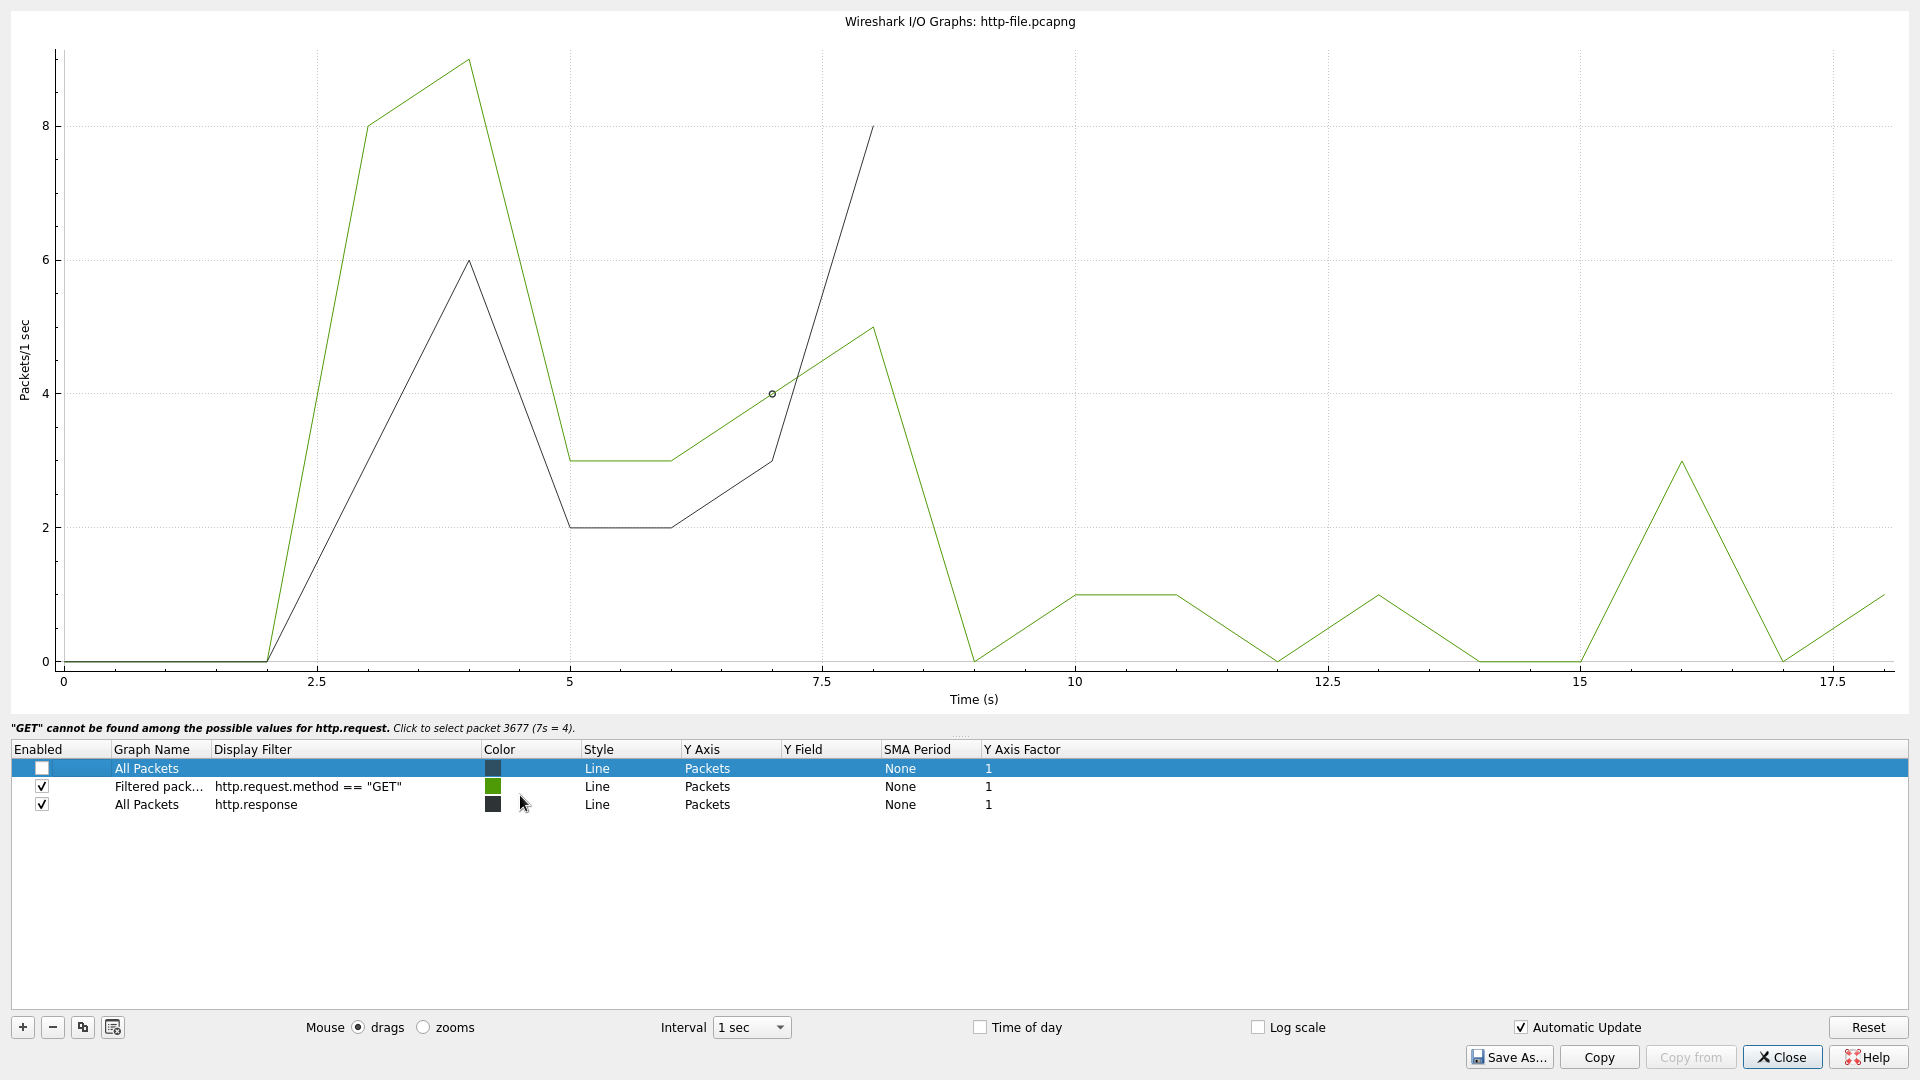 Wireshark I/O Graphs: http-file.pcapng
8
6
4
2
0
Packets/1 sec
0 2.5 5 7.5 10 12.5 15 17.5
Time (s)
"GET" cannot be found among the possible values for http.request. Click to select packet 3677 (7s = 4).
Enabled Graph Name Display Filter Color Style Y Axis Y Field SMA Period Y Axis Factor
All Packets Line Packets None 1
Filtered pack... http.request.method == "GET" Line Packets None 1
All Packets http.response Line Packets None 1
Mouse drags zooms Interval 1 sec Time of day Log scale Automatic Update Reset
Save As... Copy Copy from Close Help